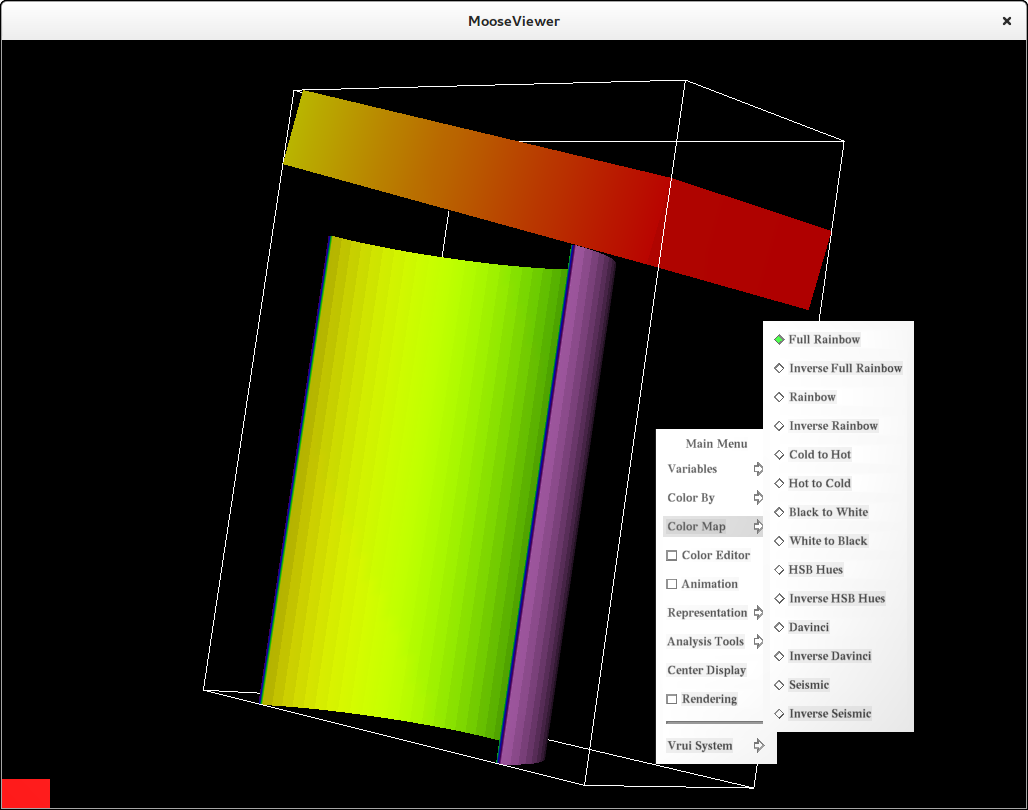 MooseViewer
Main Menu
Variables
Color By
Color Map
Color Editor
Animation
Representation
Analysis Tools
Center Display
Rendering
Vrui System
Full Rainbow
Inverse Full Rainbow
Rainbow
Inverse Rainbow
Cold to Hot
Hot to Cold
Black to White
White to Black
HSB Hues
Inverse HSB Hues
Davinci
Inverse Davinci
Seismic
Inverse Seismic